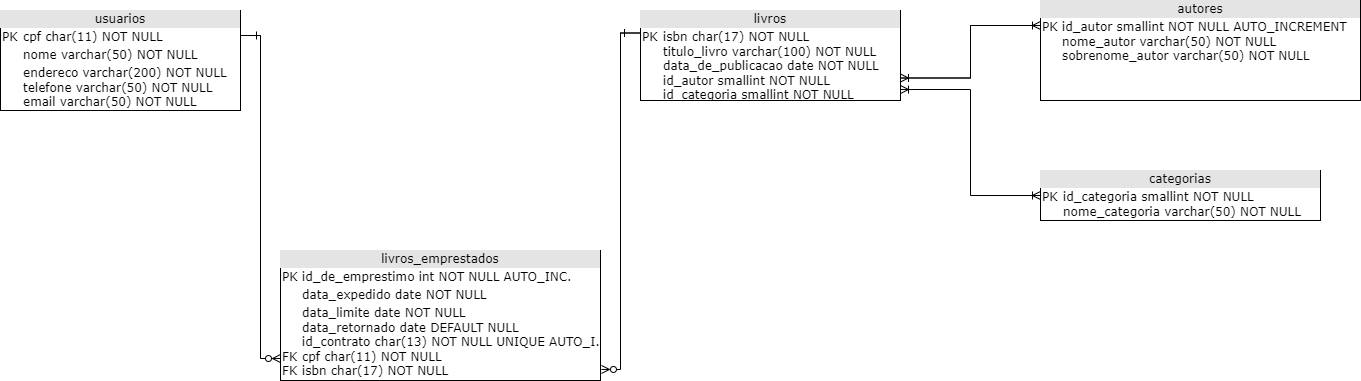 usuarios
PK cpf char(11) NOT NULL
nome varchar(50) NOT NULL
endereco varchar(200) NOT NULL
telefone varchar(50) NOT NULL
email varchar(50) NOT NULL
livros
PK isbn char(17) NOT NULL
titulo_livro varchar(100) NOT NULL
data_de_publicacao date NOT NULL
id_autor smallint NOT NULL
id_categoria smallint NOT NULL
autores
PK id_autor smallint NOT NULL AUTO_INCREMENT
nome_autor varchar(50) NOT NULL
sobrenome_autor varchar(50) NOT NULL
categorias
PK id_categoria smallint NOT NULL
nome_categoria varchar(50) NOT NULL
livros_emprestados
PK id_de_emprestimo int NOT NULL AUTO_INC.
data_expedido date NOT NULL
data_limite date NOT NULL
data_retornado date DEFAULT NULL
id_contrato char(13) NOT NULL UNIQUE AUTO_I.
FK cpf char(11) NOT NULL
FK isbn char(17) NOT NULL